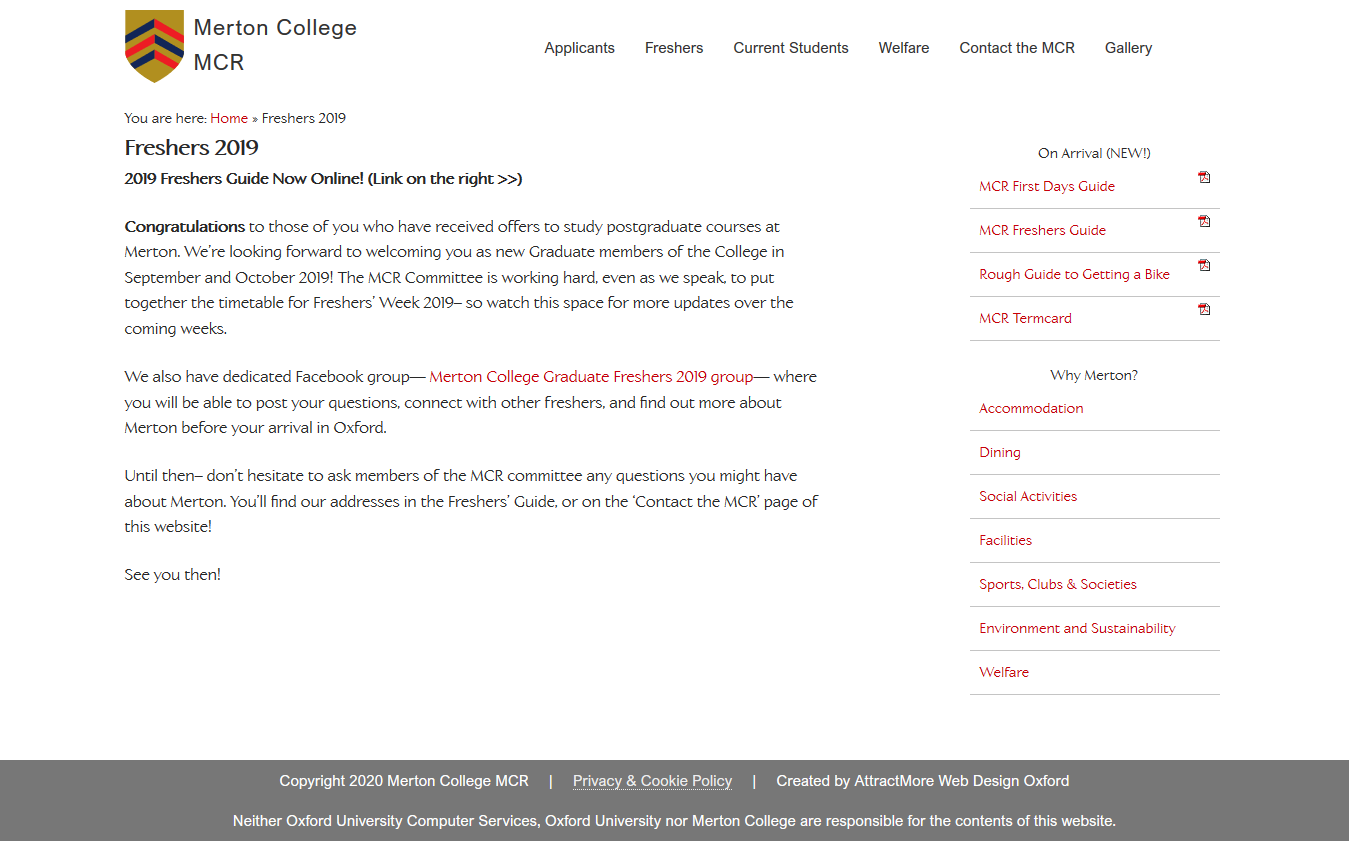 Merton College
MCR
Applicants Freshers Current Students Welfare Contact the MCR Gallery
You are here: Home » Freshers 2019
Freshers 2019
2019 Freshers Guide Now Online! (Link on the right >>)
Congratulations to those of you who have received offers to study postgraduate courses at
Merton. We’re looking forward to welcoming you as new Graduate members of the College in
September and October 2019! The MCR Committee is working hard, even as we speak, to put
together the timetable for Freshers’ Week 2019– so watch this space for more updates over the
coming weeks.
We also have dedicated Facebook group— Merton College Graduate Freshers 2019 group— where
you will be able to post your questions, connect with other freshers, and find out more about
Merton before your arrival in Oxford.
Until then– don’t hesitate to ask members of the MCR committee any questions you might have
about Merton. You’ll find our addresses in the Freshers’ Guide, or on the ‘Contact the MCR’ page of
this website!
See you then!
On Arrival (NEW!)
MCR First Days Guide
MCR Freshers Guide
Rough Guide to Getting a Bike
MCR Termcard
Why Merton?
Accommodation
Dining
Social Activities
Facilities
Sports, Clubs & Societies
Environment and Sustainability
Welfare
Copyright 2020 Merton College MCR | Privacy & Cookie Policy | Created by AttractMore Web Design Oxford
Neither Oxford University Computer Services, Oxford University nor Merton College are responsible for the contents of this website.